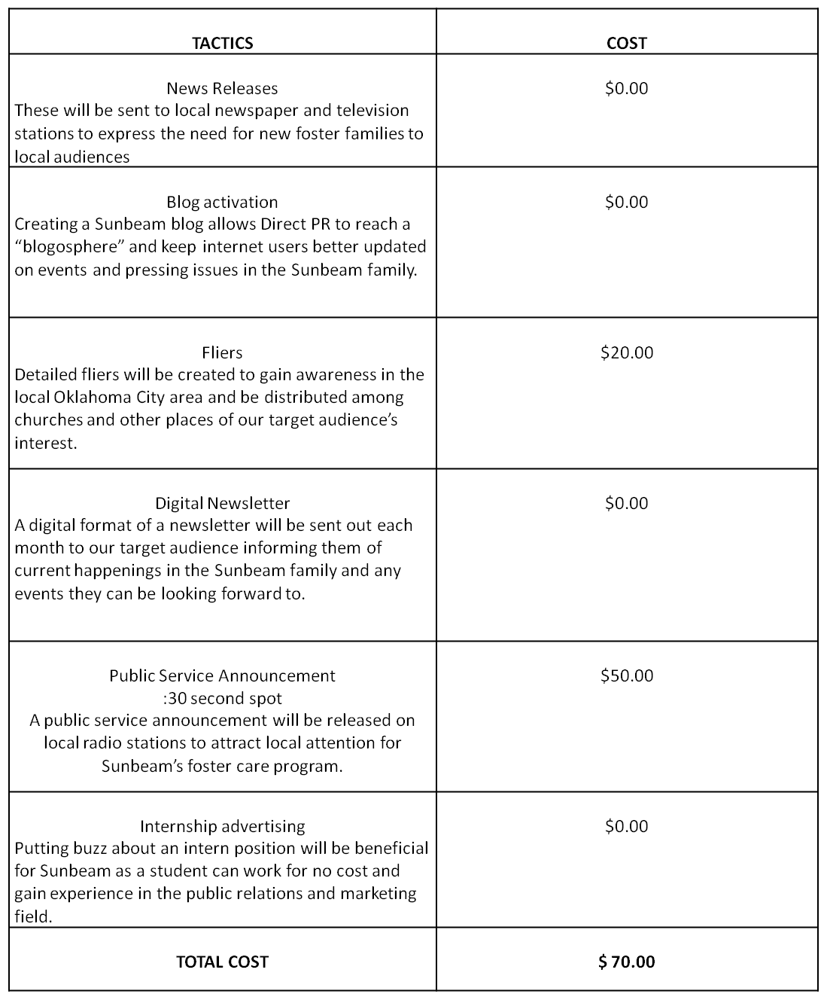 TACTICS
COST
News Releases
$0.00
These will be sent to local newspaper and television
stations to express the need for new foster families to
local audiences
Blog activation
$0.00
Creating a Sunbeam blog allows Direct PR to reach a
“blogosphere” and keep internet users better updated
on events and pressing issues in the Sunbeam family.
Fliers
$20.00
Detailed fliers will be created to gain awareness in the
local Oklahoma City area and be distributed among
churches and other places of our target audience’s
interest.
Digital Newsletter
$0.00
A digital format of a newsletter will be sent out each
month to our target audience informing them of
current happenings in the Sunbeam family and any
events they can be looking forward to.
Public Service Announcement
$50.00
:30 second spot
A public service announcement will be released on
local radio stations to attract local attention for
Sunbeam’s foster care program.
Internship advertising
$0.00
Putting buzz about an intern position will be beneficial
for Sunbeam as a student can work for no cost and
gain experience in the public relations and marketing
field.
TOTAL COST
$ 70.00